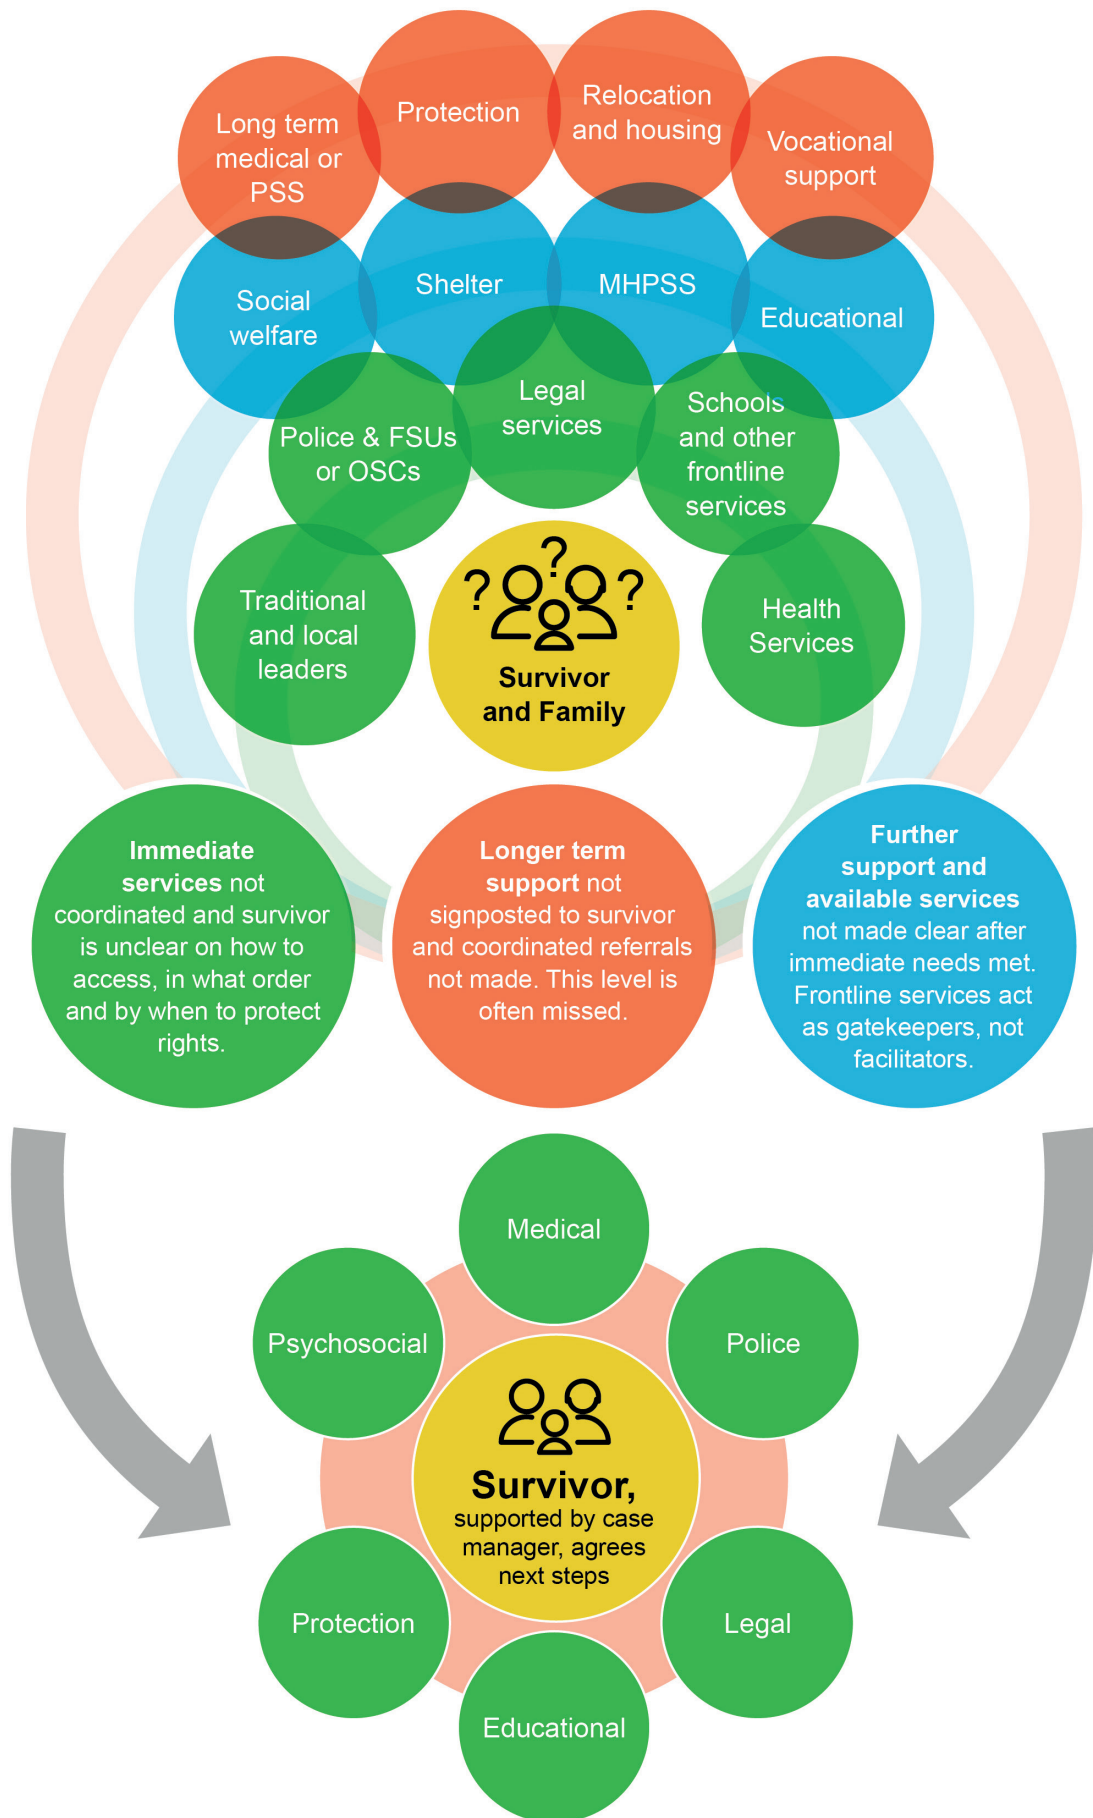 Long term
medical or
PSS
Protection
Relocation
and housing
Vocational
support
Social
welfare
Shelter
MHPSS
Educational
Police & FSUs
or OSCs
Legal
services
Schools
and other
frontline
services
Traditional
and local
leaders
? ? ?
Survivor
and Family
Health
Services
Immediate
services not
coordinated and survivor
is unclear on how to
access, in what order
and by when to protect
rights.
Longer term
support not
signposted to survivor
and coordinated referrals
not made. This level is
often missed.
Further
support and
available services
not made clear after
immediate needs met.
Frontline services act
as gatekeepers, not
facilitators.
Medical
Psychosocial
Police
Survivor,
supported by case
manager, agrees
next steps
Protection
Legal
Educational